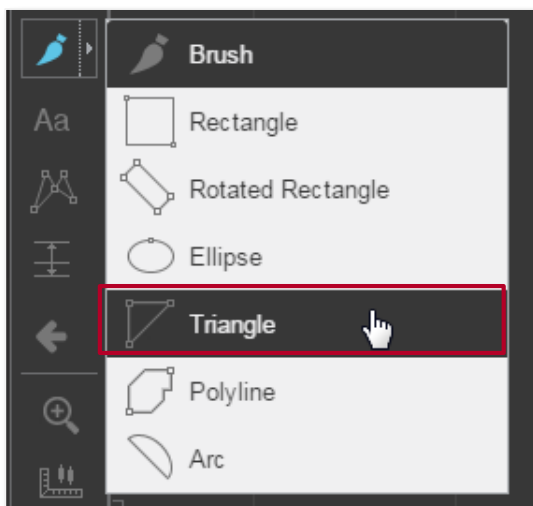 Brush
Aa
Rectangle
Rotated Rectangle
Ellipse
Triangle
Polyline
Arc